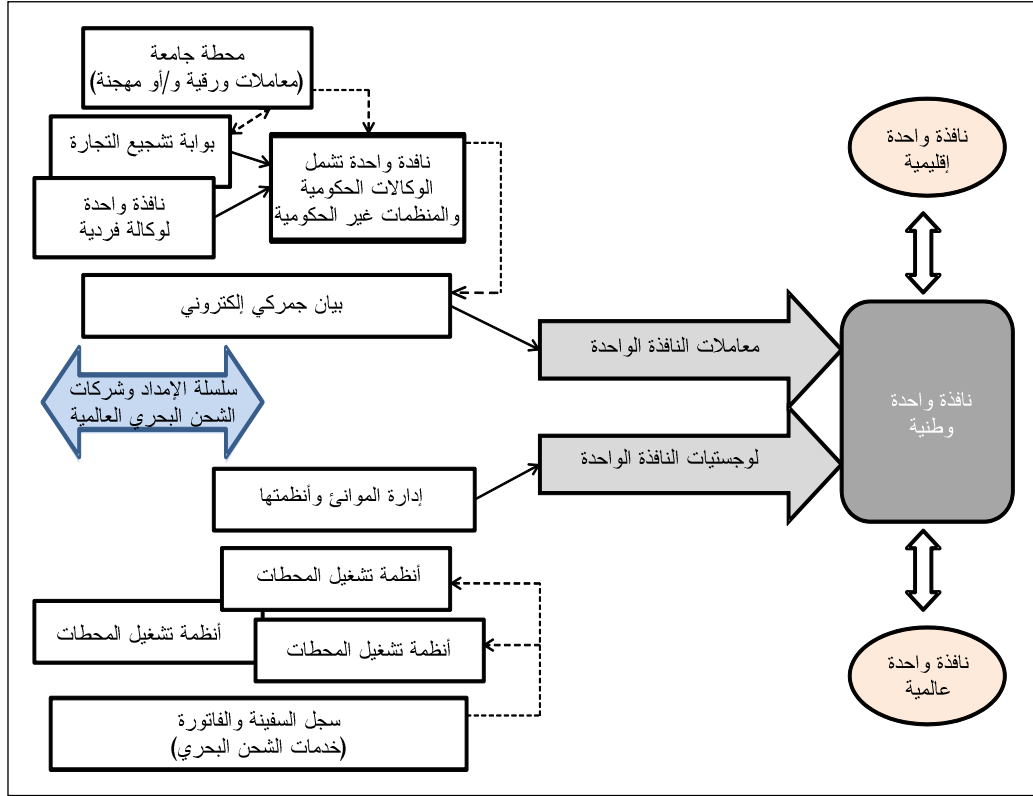 محطة جامعة
(معاملات ورقية و/أو مهجنة)
بوابة تشجيع التجارة
نافذة واحدة
لوكالة فردية
نافدة واحدة تشمل
الوكالات الحكومية
والمنظمات غير الحكومية
بيان جمركي إلكتروني
سلسلة الإمداد وشركات
الشحن البحري العالمية
إدارة الموانئ وأنظمتها
أنظمة تشغيل المحطات
أنظمة تشغيل المحطات
أنظمة تشغيل المحطات
سجل السفينة والفاتورة
(خدمات الشحن البحري)
معاملات النافذة الواحدة
لوجستيات النافذة الواحدة
نافذة واحدة
إقليمية
نافذة واحدة
وطنية
نافذة واحدة
عالمية